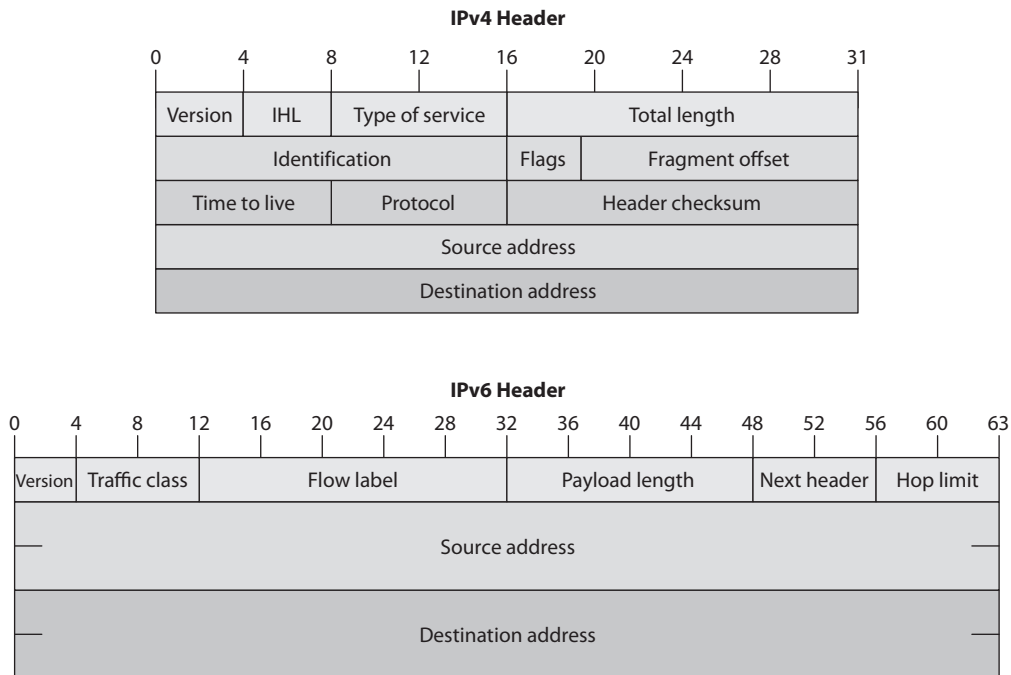 IPv4 Header
0 4 8 12 16 20 24 28 31
Version IHL Type of service Total length
Identification Flags Fragment offset
Time to live Protocol Header checksum
Source address
Destination address
IPv6 Header
0 4 8 12 16 20 24 28 32 36 40 44 48 52 56 60 63
Version Traffic class Flow label Payload length Next header Hop limit
Source address
Destination address